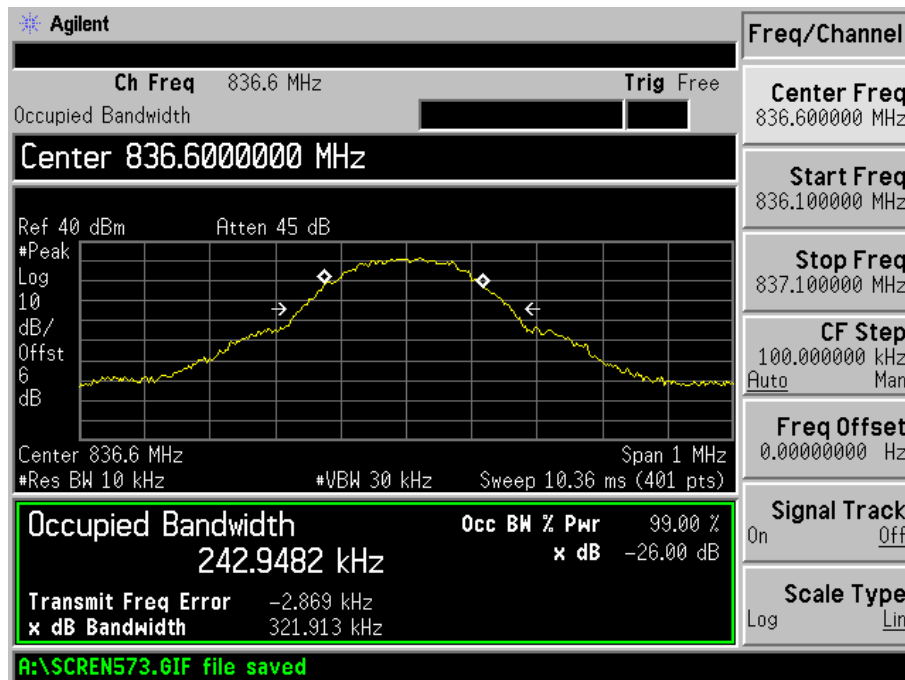 Agilent
Freq/Channel
Ch Freq 836.6 MHz Trig Free
Occupied Bandwidth
Center 836.6000000 MHz
Ref 40 dBm Atten 45 dB
#Peak
Log
10
dB/
Offst
6
dB
Center 836.6 MHz Span 1 MHz
#Res BW 10 kHz #VBW 30 kHz Sweep 10.36 ms (401 pts)
Occupied Bandwidth
242.9482 kHz
Occ BW % Pwr 99.00 %
x dB -26.00 dB
Transmit Freq Error -2.869 kHz
x dB Bandwidth 321.913 kHz
A:\SCREN573.GIF file saved
Center Freq
836.600000 MHz
Start Freq
836.100000 MHz
Stop Freq
837.100000 MHz
CF Step
100.000000 kHz
Auto Man
Freq Offset
0.00000000 Hz
Signal Track
On Off
Scale Type
Log Lin